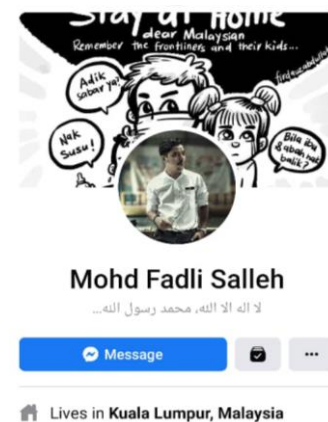 Stay at Home
dear Malaysian
Remember the frontliners and their kids...
Adik
sabar ya!
Nak
Susu!
Bila ibu
& abah nak
balik?
Mohd Fadli Salleh
لا اله الا الله، محمد رسول الله...
Message
Lives in Kuala Lumpur, Malaysia